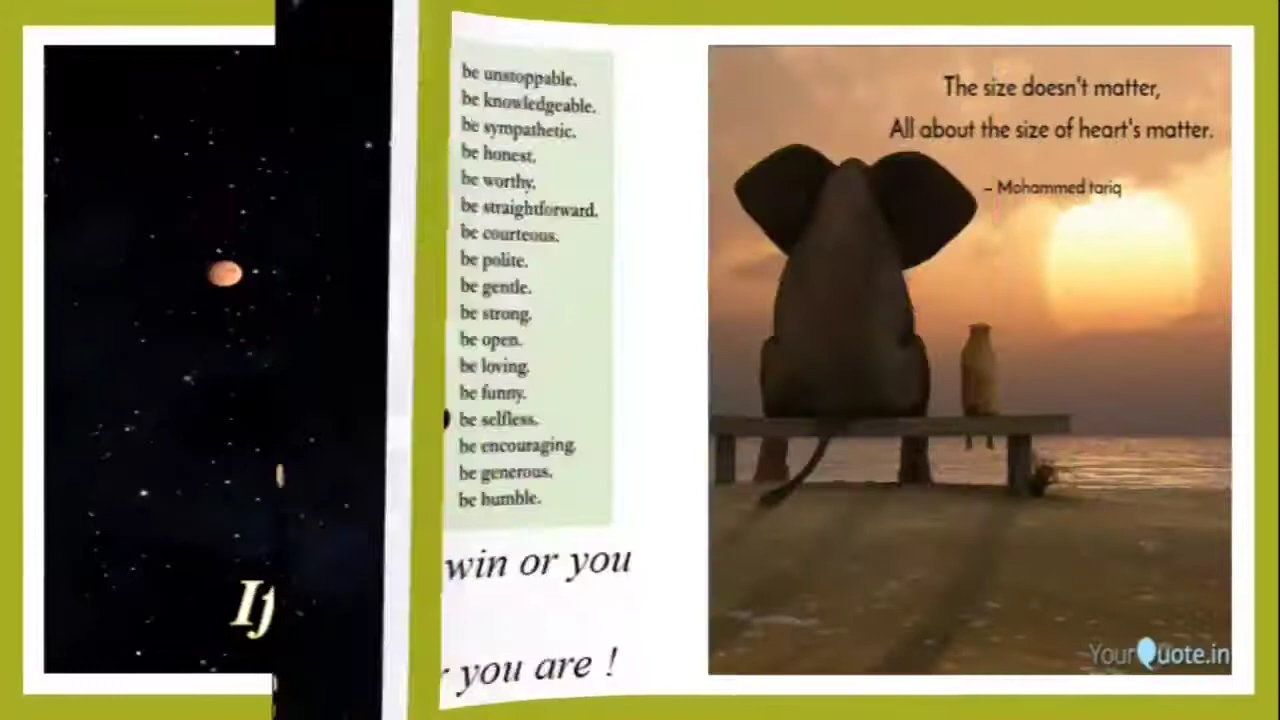 If
be unstoppable.
be knowledgeable.
be sympathetic.
be honest.
be worthy.
be straightforward.
be courteous.
be polite.
be gentle.
be strong.
be open.
be loving.
be funny.
be selfless.
be encouraging.
be generous.
be humble.
win or you
you are !
The size doesn't matter,
All about the size of heart's matter.
– Mohammed tariq
YourQuote.in